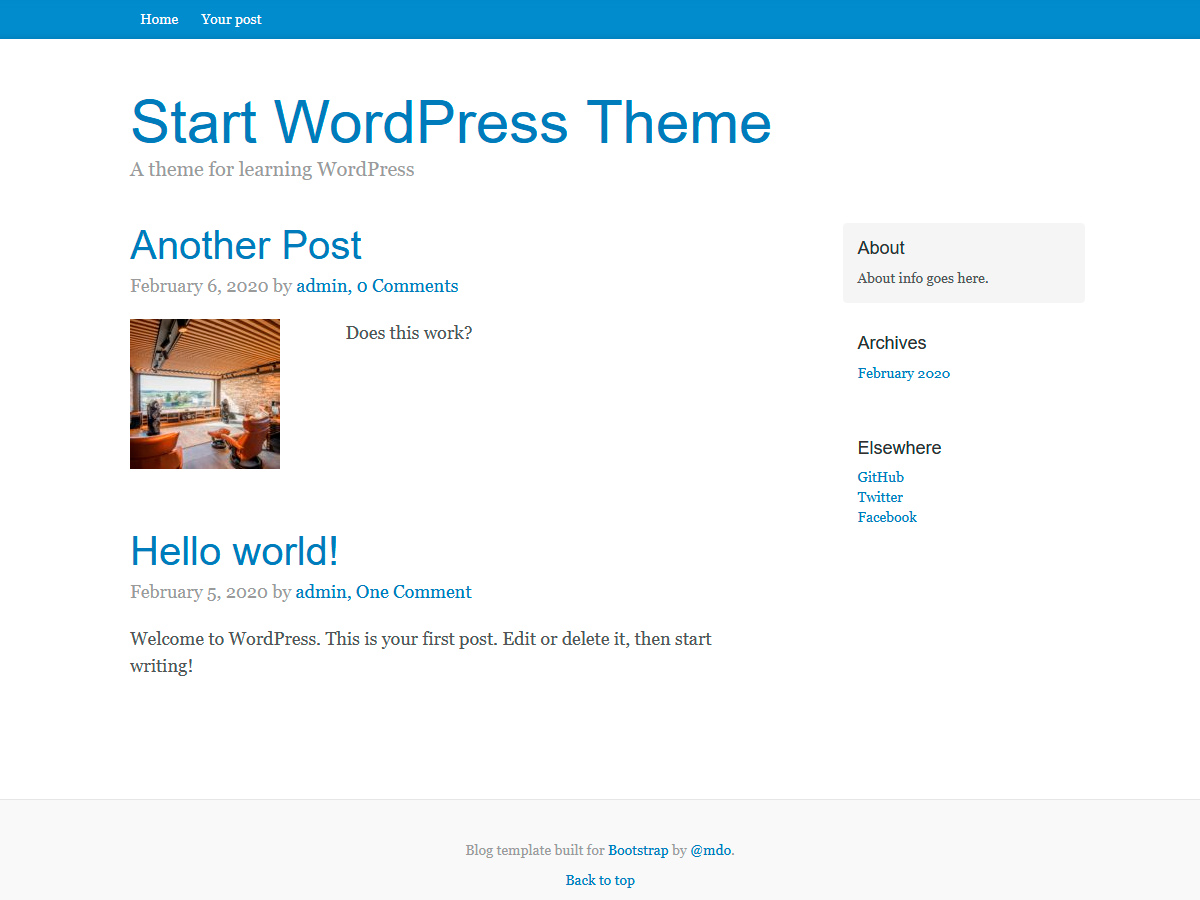 Home Your post
Start WordPress Theme
A theme for learning WordPress
Another Post
February 6, 2020 by admin, 0 Comments
Does this work?
Hello world!
February 5, 2020 by admin, One Comment
Welcome to WordPress. This is your first post. Edit or delete it, then start
writing!
About
About info goes here.
Archives
February 2020
Elsewhere
GitHub
Twitter
Facebook
Blog template built for Bootstrap by @mdo.
Back to top